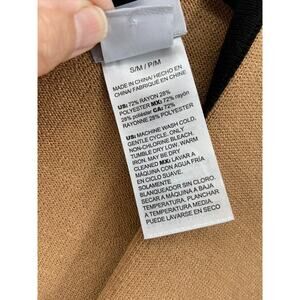 S/M / P/M
MADE IN CHINA/ HECHO EN
CHINA/ FABRIQUÉ EN CHINE
US: 72% RAYON 28%
POLYESTER MX: 72% rayón
28% poliéster CA: 72%
RAYONNE 28% POLYESTER
US: MACHINE WASH COLD,
GENTLE CYCLE. ONLY
NON-CHLORINE BLEACH.
TUMBLE DRY LOW. WARM
IRON. MAY BE DRY
CLEANED MX: LAVAR A
MÁQUINA CON AGUA FRÍA
EN CICLO DELICADO.
SOLAMENTE
BLANQUEADOR SIN CLORO.
SECAR A MÁQUINA A BAJA
TEMPERATURA. PLANCHAR
A TEMPERATURA MEDIA.
PUEDE LAVARSE EN SECO